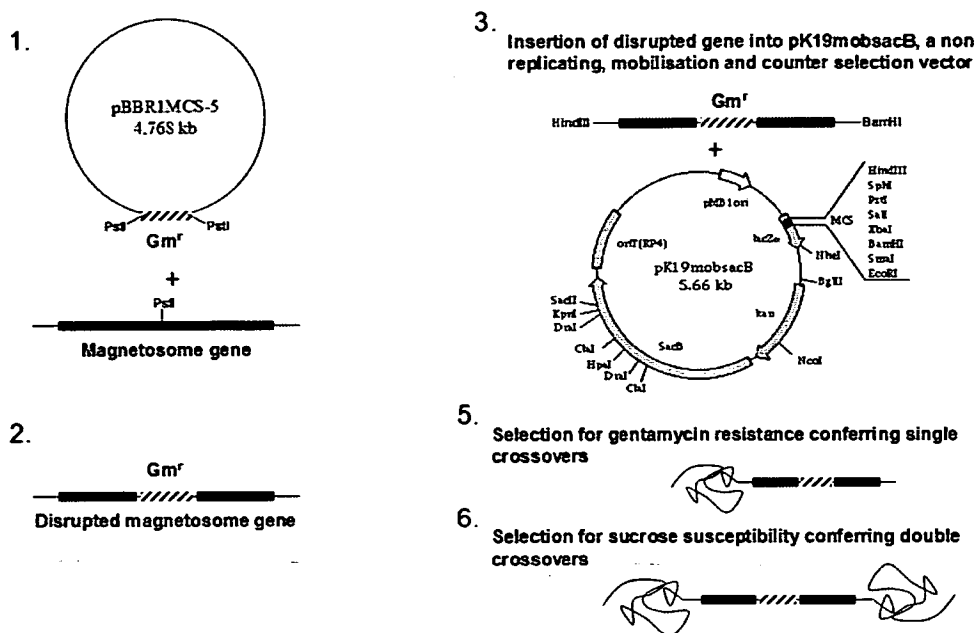 1.
pBBR1MCS-5
4.768 kb
PstI
PstI
Gmʳ
+
PstI
Magnetosome gene
2.
Gmʳ
Disrupted magnetosome gene
3.
Insertion of disrupted gene into pK19mobsacB, a non
replicating, mobilisation and counter selection vector
Gmʳ
HindIII
BamHI
+
pMB1ori
oriT(RP4)
lacZα
MCS
HindIII
SphI
PstI
SalI
XbaI
BamHI
SmaI
EcoRI
NheI
pK19mobsacB
5.66 kb
BglII
kan
SacII
KpnI
DraI
ClaI
HpaI
DraI
ClaI
SacB
NcoI
5.
Selection for gentamycin resistance conferring single
crossovers
6.
Selection for sucrose susceptibility conferring double
crossovers